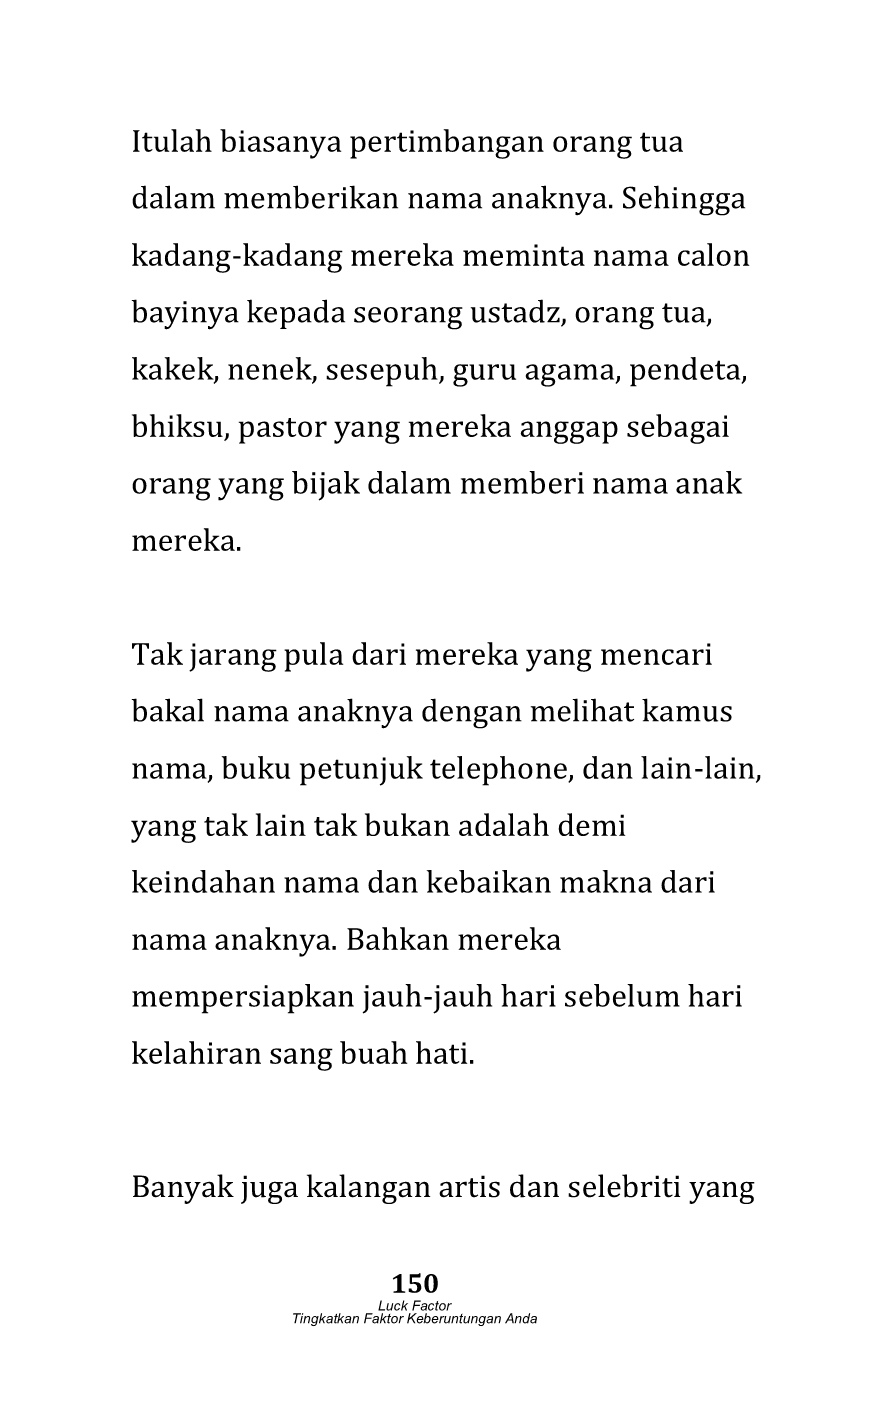 Itulah biasanya pertimbangan orang tua
dalam memberikan nama anaknya. Sehingga
kadang-kadang mereka meminta nama calon
bayinya kepada seorang ustadz, orang tua,
kakek, nenek, sesepuh, guru agama, pendeta,
bhiksu, pastor yang mereka anggap sebagai
orang yang bijak dalam memberi nama anak
mereka.
Tak jarang pula dari mereka yang mencari
bakal nama anaknya dengan melihat kamus
nama, buku petunjuk telephone, dan lain-lain,
yang tak lain tak bukan adalah demi
keindahan nama dan kebaikan makna dari
nama anaknya. Bahkan mereka
mempersiapkan jauh-jauh hari sebelum hari
kelahiran sang buah hati.
Banyak juga kalangan artis dan selebriti yang
150
Luck Factor
Tingkatkan Faktor Keberuntungan Anda